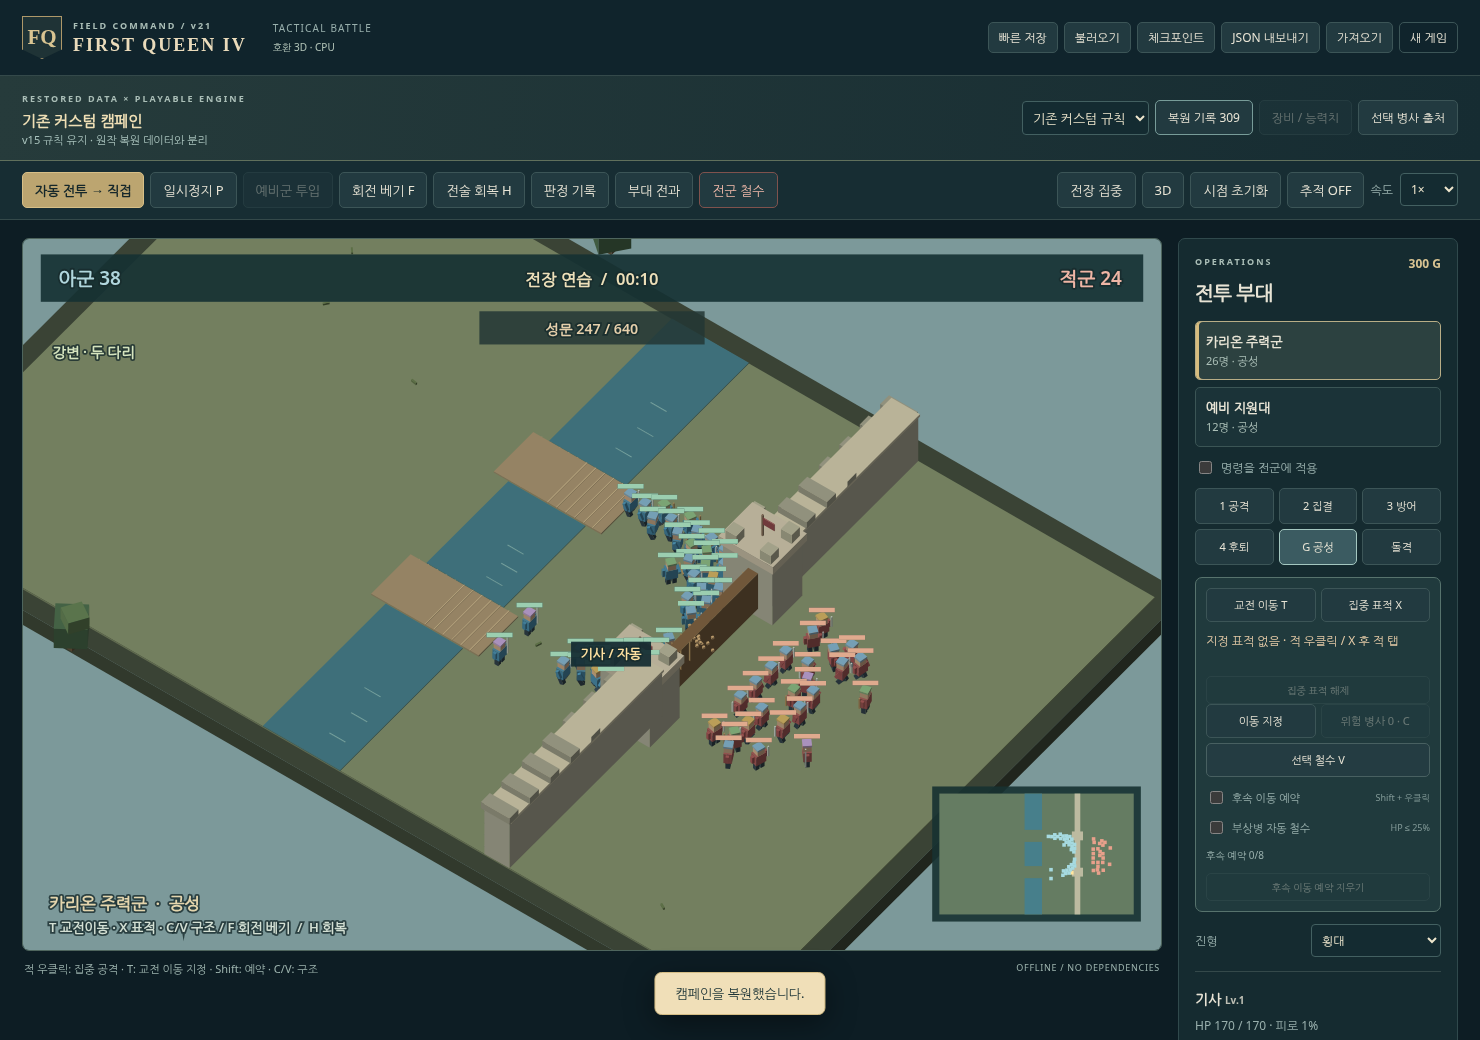 FQ
FIELD COMMAND / v21
FIRST QUEEN IV
TACTICAL BATTLE
호환 3D · CPU
빠른 저장
불러오기
체크포인트
JSON 내보내기
가져오기
새 게임
RESTORED DATA × PLAYABLE ENGINE
기존 커스텀 캠페인
v15 규칙 유지 · 원작 복원 데이터와 분리
기존 커스텀 규칙
복원 기록 309
장비 / 능력치
선택 병사 출처
자동 전투 → 직접
일시정지 P
예비군 투입
회전 베기 F
전술 회복 H
판정 기록
부대 전과
전군 철수
전장 집중
3D
시점 초기화
추적 OFF
속도
1×
아군 38
전장 연습 / 00:10
적군 24
성문 247 / 640
강변 · 두 다리
기사 / 자동
카리온 주력군 · 공성
T 교전이동 · X 표적 · C/V 구조 / F 회전 베기 / H 회복
적 우클릭: 집중 공격 · T: 교전 이동 지정 · Shift: 예약 · C/V: 구조
OFFLINE / NO DEPENDENCIES
캠페인을 복원했습니다.
OPERATIONS
300 G
전투 부대
카리온 주력군
26명 · 공성
예비 지원대
12명 · 공성
명령을 전군에 적용
1 공격
2 집결
3 방어
4 후퇴
G 공성
돌격
교전 이동 T
집중 표적 X
지정 표적 없음 · 적 우클릭 / X 후 적 탭
집중 표적 해제
이동 지정
위험 병사 0 · C
선택 철수 V
후속 이동 예약
Shift + 우클릭
부상병 자동 철수
HP ≤ 25%
후속 예약 0/8
후속 이동 예약 지우기
진형
횡대
기사 Lv.1
HP 170 / 170 · 피로 1%